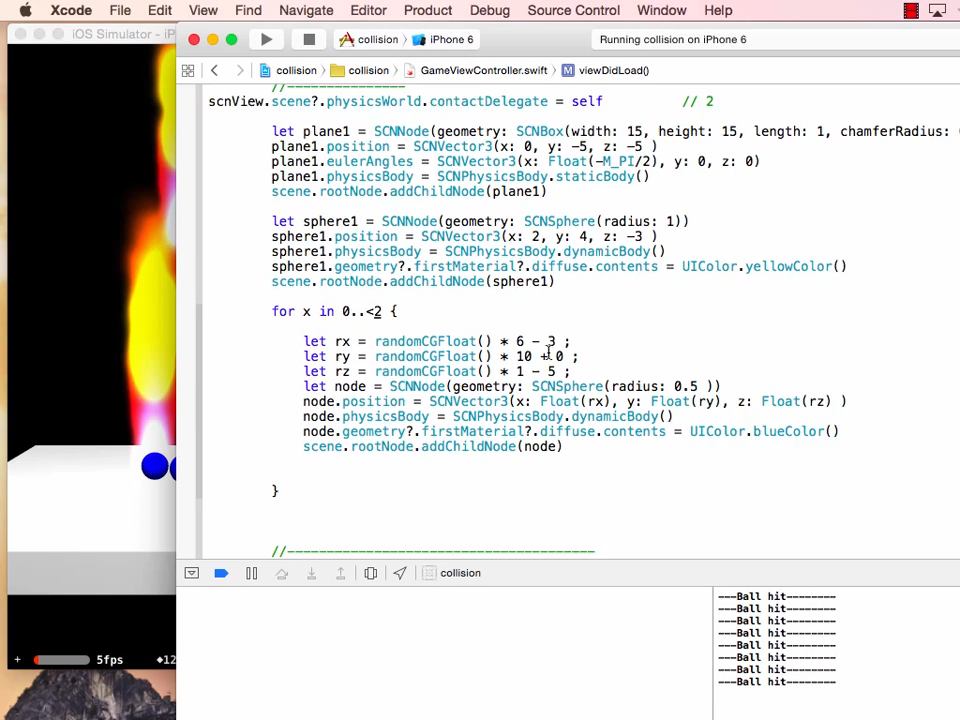 Xcode File Edit View Find Navigate Editor Product Debug Source Control Window Help
iOS Simulator - iP
collision iPhone 6
Running collision on iPhone 6
collision collision GameViewController.swift M viewDidLoad()
//---------------
scnView.scene?.physicsWorld.contactDelegate = self // 2
let plane1 = SCNNode(geometry: SCNBox(width: 15, height: 15, length: 1, chamferRadius:
plane1.position = SCNVector3(x: 0, y: -5, z: -5 )
plane1.eulerAngles = SCNVector3(x: Float(-M_PI/2), y: 0, z: 0)
plane1.physicsBody = SCNPhysicsBody.staticBody()
scene.rootNode.addChildNode(plane1)
let sphere1 = SCNNode(geometry: SCNSphere(radius: 1))
sphere1.position = SCNVector3(x: 2, y: 4, z: -3 )
sphere1.physicsBody = SCNPhysicsBody.dynamicBody()
sphere1.geometry?.firstMaterial?.diffuse.contents = UIColor.yellowColor()
scene.rootNode.addChildNode(sphere1)
for x in 0..<2 {
let rx = randomCGFloat() * 6 - 3 ;
let ry = randomCGFloat() * 10 + 0 ;
let rz = randomCGFloat() * 1 - 5 ;
let node = SCNNode(geometry: SCNSphere(radius: 0.5 ))
node.position = SCNVector3(x: Float(rx), y: Float(ry), z: Float(rz) )
node.physicsBody = SCNPhysicsBody.dynamicBody()
node.geometry?.firstMaterial?.diffuse.contents = UIColor.blueColor()
scene.rootNode.addChildNode(node)
}
//---------------------------------------
collision
---Ball hit--------
---Ball hit--------
---Ball hit--------
---Ball hit--------
---Ball hit--------
---Ball hit--------
---Ball hit--------
---Ball hit--------
+ 5fps ◆12